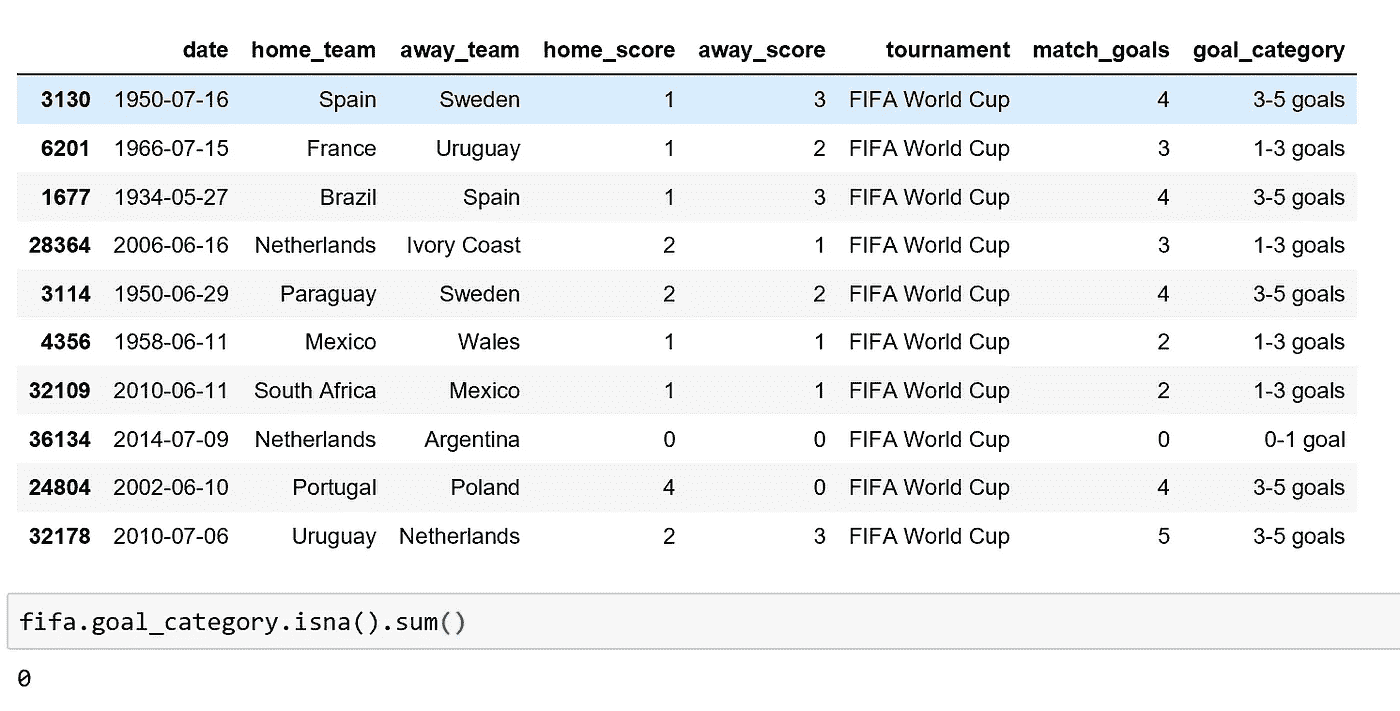 date home_team away_team home_score away_score tournament match_goals goal_category
3130 1950-07-16 Spain Sweden 1 3 FIFA World Cup 4 3-5 goals
6201 1966-07-15 France Uruguay 1 2 FIFA World Cup 3 1-3 goals
1677 1934-05-27 Brazil Spain 1 3 FIFA World Cup 4 3-5 goals
28364 2006-06-16 Netherlands Ivory Coast 2 1 FIFA World Cup 3 1-3 goals
3114 1950-06-29 Paraguay Sweden 2 2 FIFA World Cup 4 3-5 goals
4356 1958-06-11 Mexico Wales 1 1 FIFA World Cup 2 1-3 goals
32109 2010-06-11 South Africa Mexico 1 1 FIFA World Cup 2 1-3 goals
36134 2014-07-09 Netherlands Argentina 0 0 FIFA World Cup 0 0-1 goal
24804 2002-06-10 Portugal Poland 4 0 FIFA World Cup 4 3-5 goals
32178 2010-07-06 Uruguay Netherlands 2 3 FIFA World Cup 5 3-5 goals
fifa.goal_category.isna().sum()
0